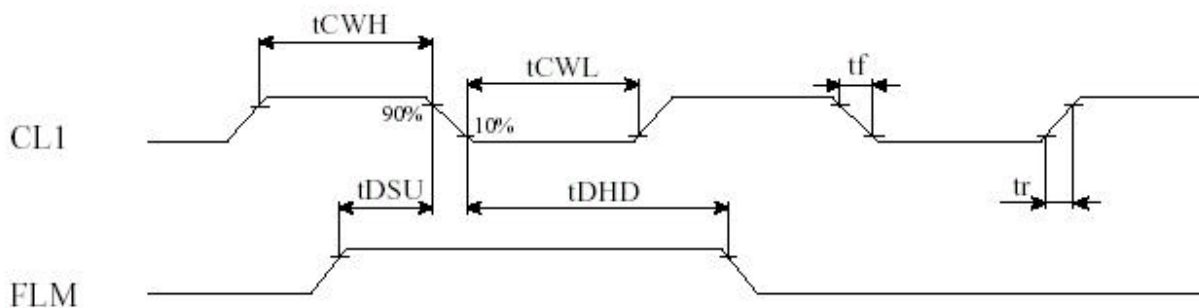 tCWH
tCWL
tf
90%
10%
CL1
tDSU
tDHD
tr
FLM